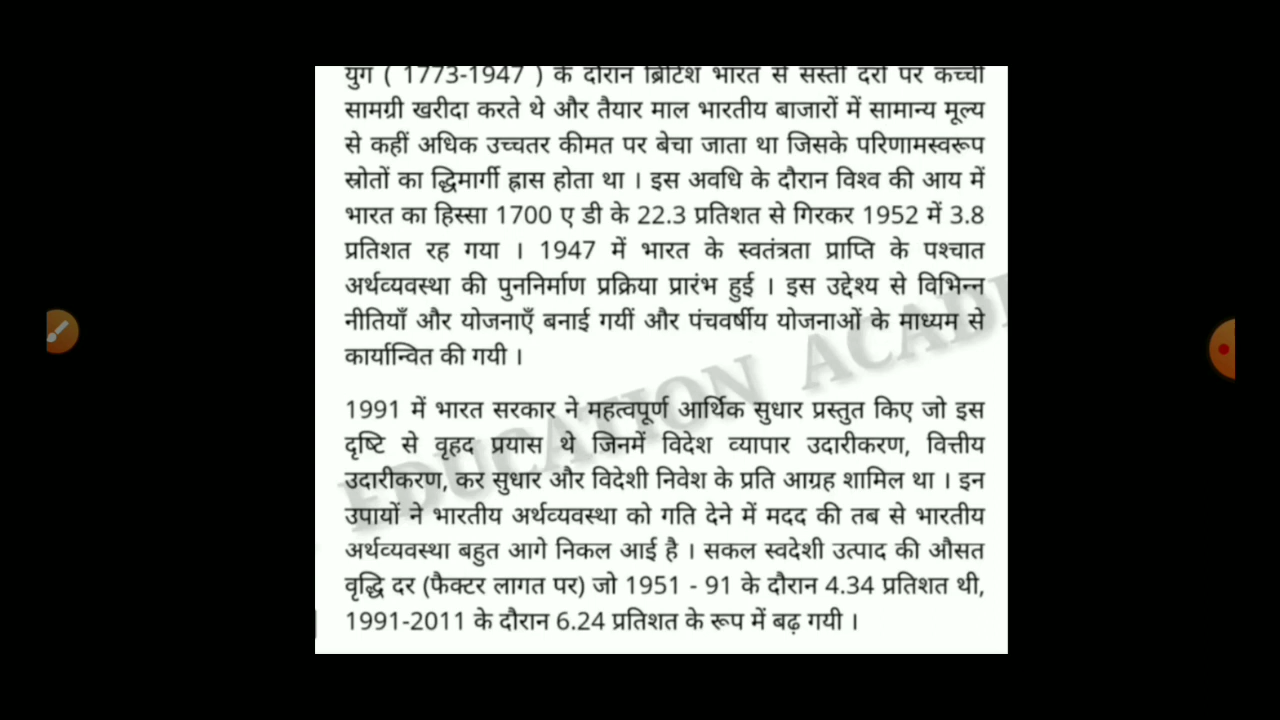 युग ( 1773-1947 ) के दौरान ब्रिटिश भारत से सस्ती दरों पर कच्ची
सामग्री खरीदा करते थे और तैयार माल भारतीय बाजारों में सामान्य मूल्य
से कहीं अधिक उच्चतर कीमत पर बेचा जाता था जिसके परिणामस्वरूप
स्रोतों का द्धिमार्गी ह्रास होता था । इस अवधि के दौरान विश्व की आय में
भारत का हिस्सा 1700 ए डी के 22.3 प्रतिशत से गिरकर 1952 में 3.8
प्रतिशत रह गया । 1947 में भारत के स्वतंत्रता प्राप्ति के पश्चात
अर्थव्यवस्था की पुननिर्माण प्रक्रिया प्रारंभ हुई । इस उद्देश्य से विभिन्न
नीतियाँ और योजनाएँ बनाई गयीं और पंचवर्षीय योजनाओं के माध्यम से
कार्यान्वित की गयी ।
1991 में भारत सरकार ने महत्वपूर्ण आर्थिक सुधार प्रस्तुत किए जो इस
दृष्टि से वृहद प्रयास थे जिनमें विदेश व्यापार उदारीकरण, वित्तीय
उदारीकरण, कर सुधार और विदेशी निवेश के प्रति आग्रह शामिल था । इन
उपायों ने भारतीय अर्थव्यवस्था को गति देने में मदद की तब से भारतीय
अर्थव्यवस्था बहुत आगे निकल आई है । सकल स्वदेशी उत्पाद की औसत
वृद्धि दर (फैक्टर लागत पर) जो 1951 - 91 के दौरान 4.34 प्रतिशत थी,
1991-2011 के दौरान 6.24 प्रतिशत के रूप में बढ़ गयी ।
EDUCATION ACADE